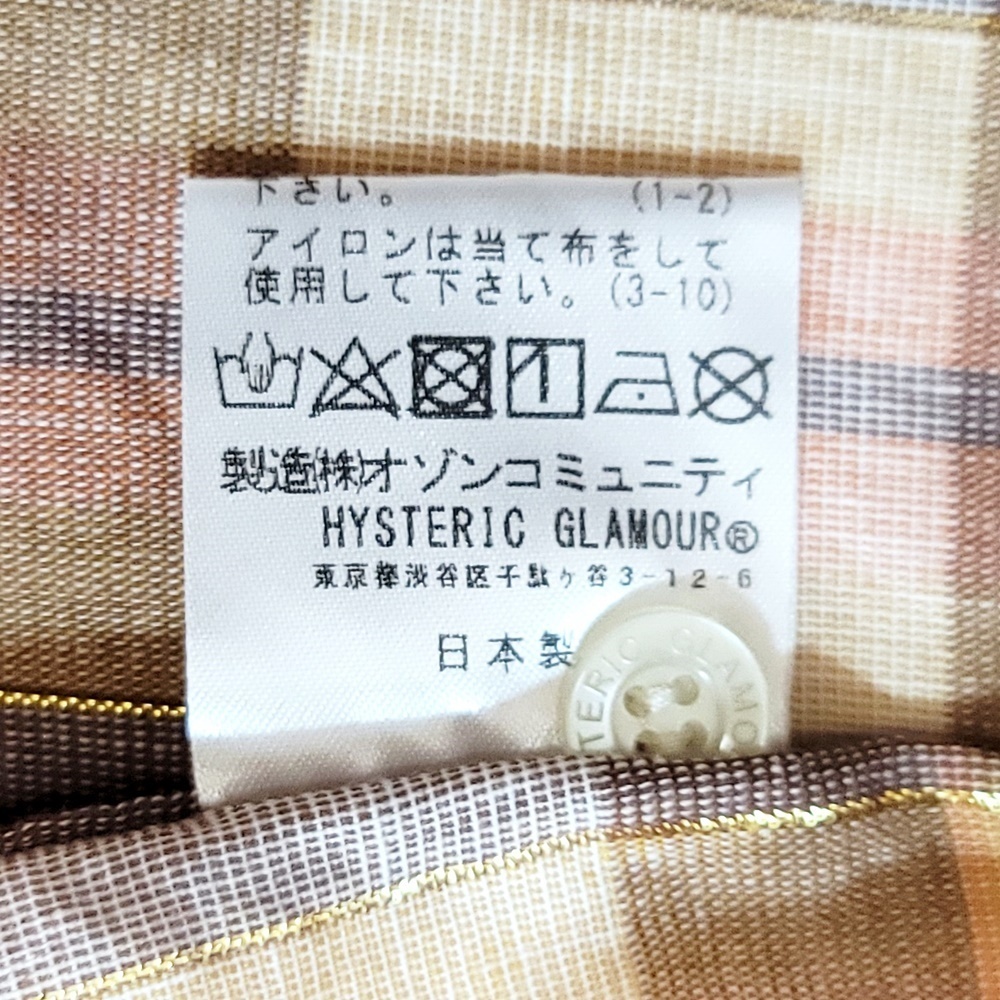 下さい。 (1-2)
アイロンは当て布をして
使用して下さい。(3-10)
製造(株)オゾンコミュニティ
HYSTERIC GLAMOUR®
東京都渋谷区千駄ヶ谷3-12-6
日本製
TERIC GLAMO